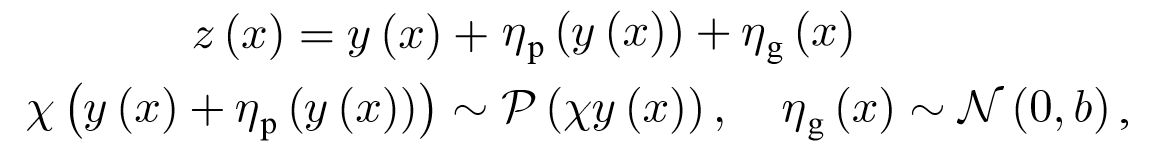 z (x) = y (x) + η_p (y (x)) + η_g (x)
χ (y (x) + η_p (y (x))) ∼ 𝒫 (χy (x)) , η_g (x) ∼ 𝒩 (0, b) ,